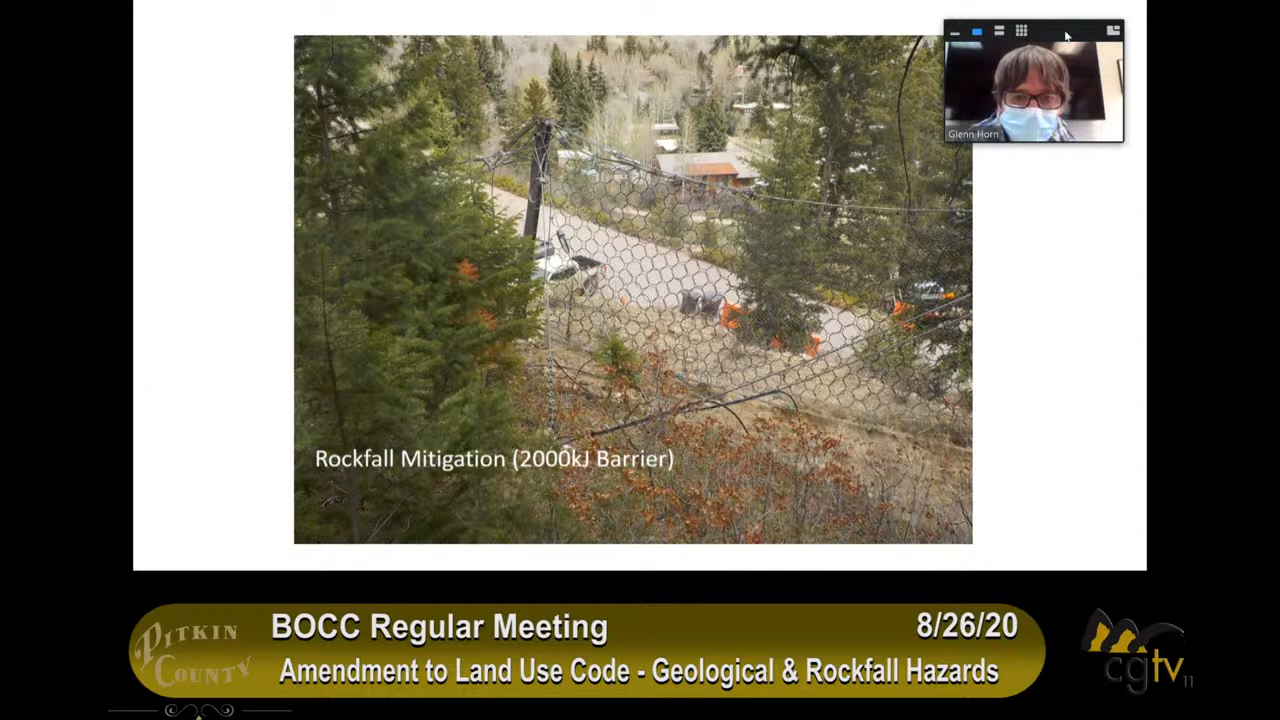 Glenn Horn
Rockfall Mitigation (2000kJ Barrier)
PITKIN
COUNTY
BOCC Regular Meeting
8/26/20
Amendment to Land Use Code - Geological & Rockfall Hazards
cgtv11